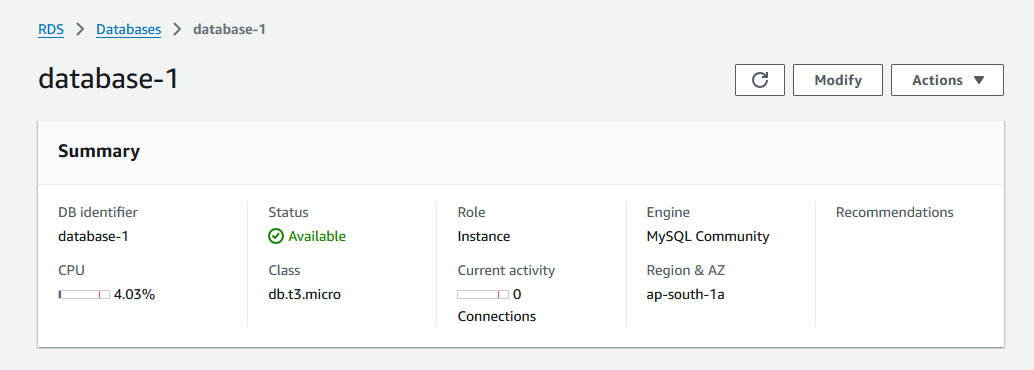 RDS > Databases > database-1
database-1
Modify
Actions
Summary
DB identifier
database-1
Status
Available
Role
Instance
Engine
MySQL Community
Recommendations
CPU
4.03%
Class
db.t3.micro
Current activity
0
Connections
Region & AZ
ap-south-1a